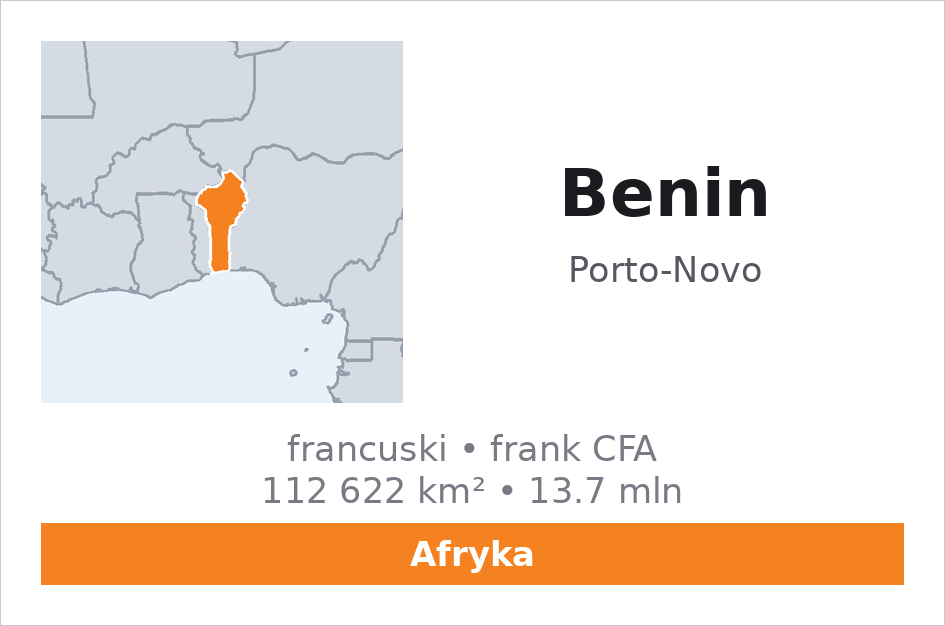 Benin
Porto-Novo
francuski • frank CFA
112 622 km² • 13.7 mln
Afryka